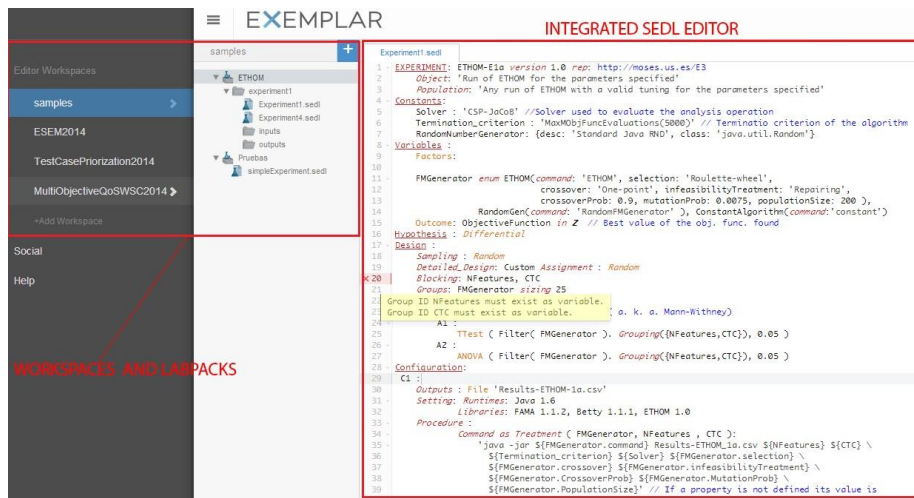 EXEMPLAR
INTEGRATED SEDL EDITOR
Editor Workspaces
samples
ESEM2014
TestCasePriorization2014
MultiObjectiveQoSWSC2014
+Add Workspace
Social
Help
WORKSPACES AND LABPACKS
samples
+
ETHOM
experiment1
Experiment1.sedl
Experiment4.sedl
inputs
outputs
Pruebas
simpleExperiment.sedl
Experiment1.sedl
1 EXPERIMENT: ETHOM-E1a version 1.0 rep: http://moses.us.es/E3
2 Object: 'Run of ETHOM for the parameters specified'
3 Population: 'Any run of ETHOM with a valid tuning for the parameters specified'
4 Constants:
5 Solver : 'CSP-JaCo8' //Solver used to evaluate the analysis operation
6 Termination_criterion : 'MaxMObjFuncEvaluations(5000)' // Terminatio criterion of the algorithm
7 RandomNumberGenerator: {desc: 'Standard Java RND', class: 'java.util.Random'}
8 Variables :
9 Factors:
10
11 FMGenerator enum ETHOM(command: 'ETHOM', selection: 'Roulette-wheel',
12 crossover: 'One-point', infeasibilityTreatment: 'Repairing',
13 crossoverProb: 0.9, mutationProb: 0.0075, populationSize: 200 ),
14 RandomGen(command: 'RandomFMGenerator' ), ConstantAlgorithm(command:'constant')
15 Outcome: ObjectiveFunction in Z // Best value of the obj. func. found
16 Hypothesis : Differential
17 Design :
18 Sampling : Random
19 Detailed_Design: Custom Assignment : Random
20 Blocking: NFeatures, CTC
21 Groups: FMGenerator sizing 25
22
Group ID NFeatures must exist as variable.
Group ID CTC must exist as variable.
( a. k. a. Mann-Withney)
24 A1 :
25 TTest ( Filter( FMGenerator ). Grouping({NFeatures,CTC}), 0.05 )
26 A2 :
27 ANOVA ( Filter( FMGenerator ). Grouping({NFeatures,CTC}), 0.05 )
28 Configuration:
29 C1 :
30 Outputs : File 'Results-ETHOM-1a.csv'
31 Setting: Runtimes: Java 1.6
32 Libraries: FAMA 1.1.2, Betty 1.1.1, ETHOM 1.0
33 Procedure :
34 Command as Treatment ( FMGenerator, NFeatures , CTC ):
35 'java -jar ${FMGenerator.command} Results-ETHOM_1a.csv ${NFeatures} ${CTC} \
36 ${Termination_criterion} ${Solver} ${FMGenerator.selection} \
37 ${FMGenerator.crossover} ${FMGenerator.infeasibilityTreatment} \
38 ${FMGenerator.CrossoverProb} ${FMGenerator.MutationProb} \
39 ${FMGenerator.PopulationSize}' // If a property is not defined its value is